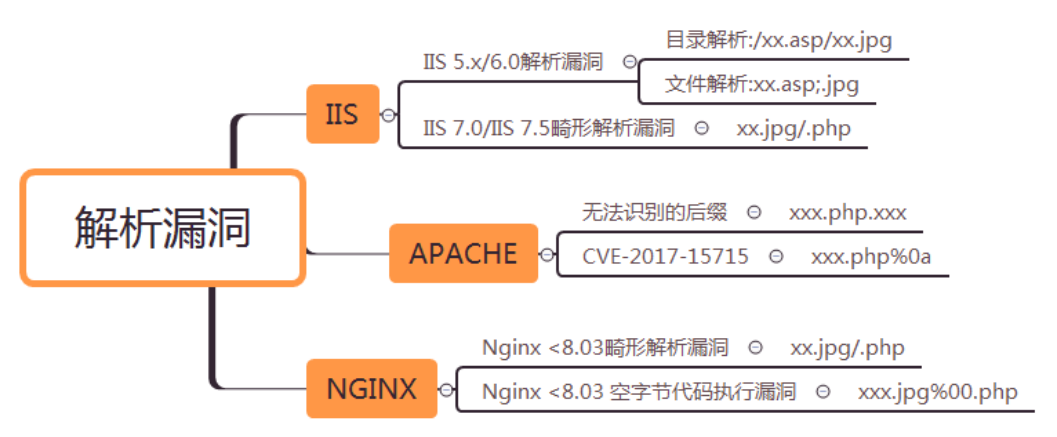 解析漏洞
IIS
IIS 5.x/6.0解析漏洞
目录解析:/xx.asp/xx.jpg
文件解析:xx.asp;.jpg
IIS 7.0/IIS 7.5畸形解析漏洞
xx.jpg/.php
APACHE
无法识别的后缀
xxx.php.xxx
CVE-2017-15715
xxx.php%0a
NGINX
Nginx <8.03畸形解析漏洞
xx.jpg/.php
Nginx <8.03 空字节代码执行漏洞
xxx.jpg%00.php